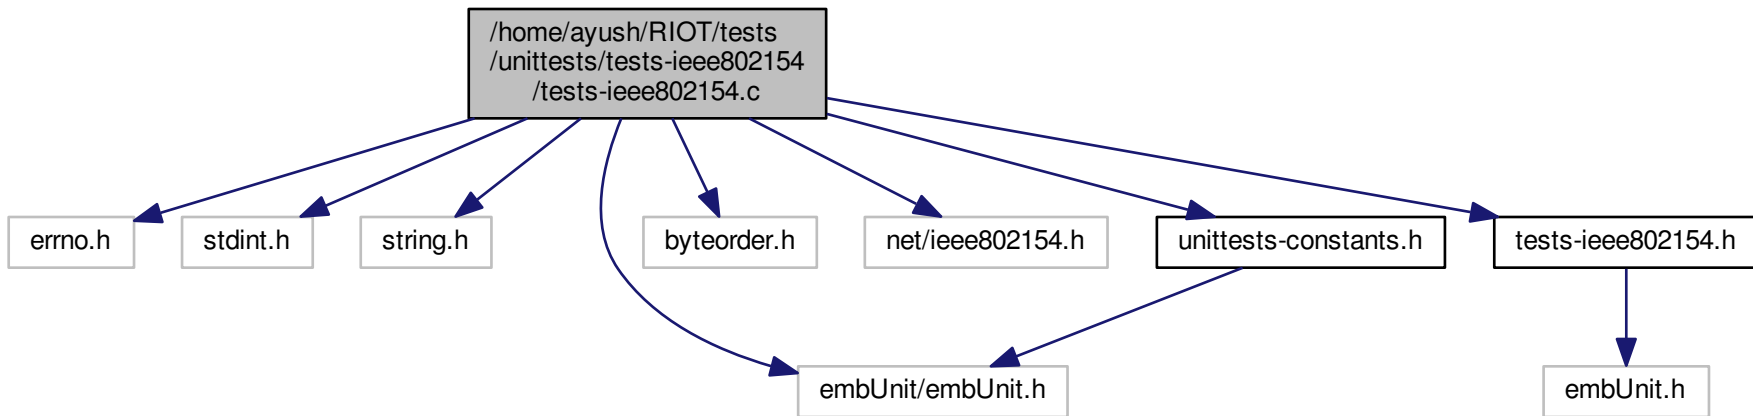 /home/ayush/RIOT/tests
/unittests/tests-ieee802154
/tests-ieee802154.c
errno.h
stdint.h
string.h
byteorder.h
net/ieee802154.h
unittests-constants.h
tests-ieee802154.h
embUnit/embUnit.h
embUnit.h